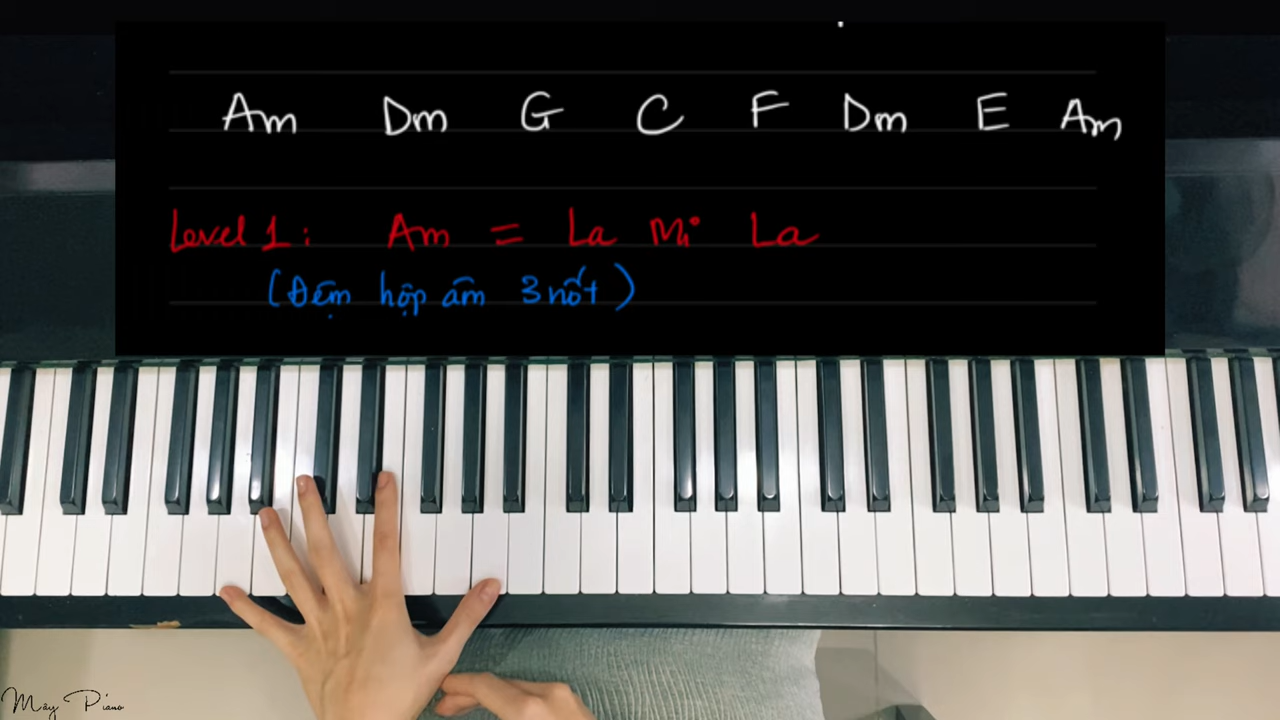 Am Dm G C F Dm E Am
Level 1: Am = La Mi La
(Đệm hợp âm 3 nốt)
Mây Piano